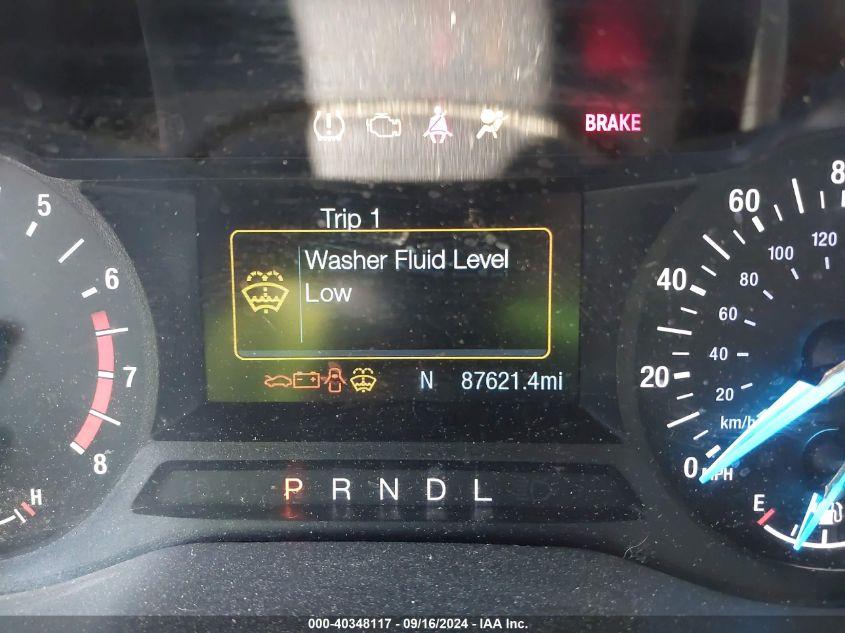 BRAKE
Trip 1
Washer Fluid Level
Low
N 87621.4mi
5
6
7
8
H
P R N D L
0 20 40 60 8
20 40 60 80 100 120
km/h
MPH
E
000-40348117 - 09/16/2024 - IAA Inc.